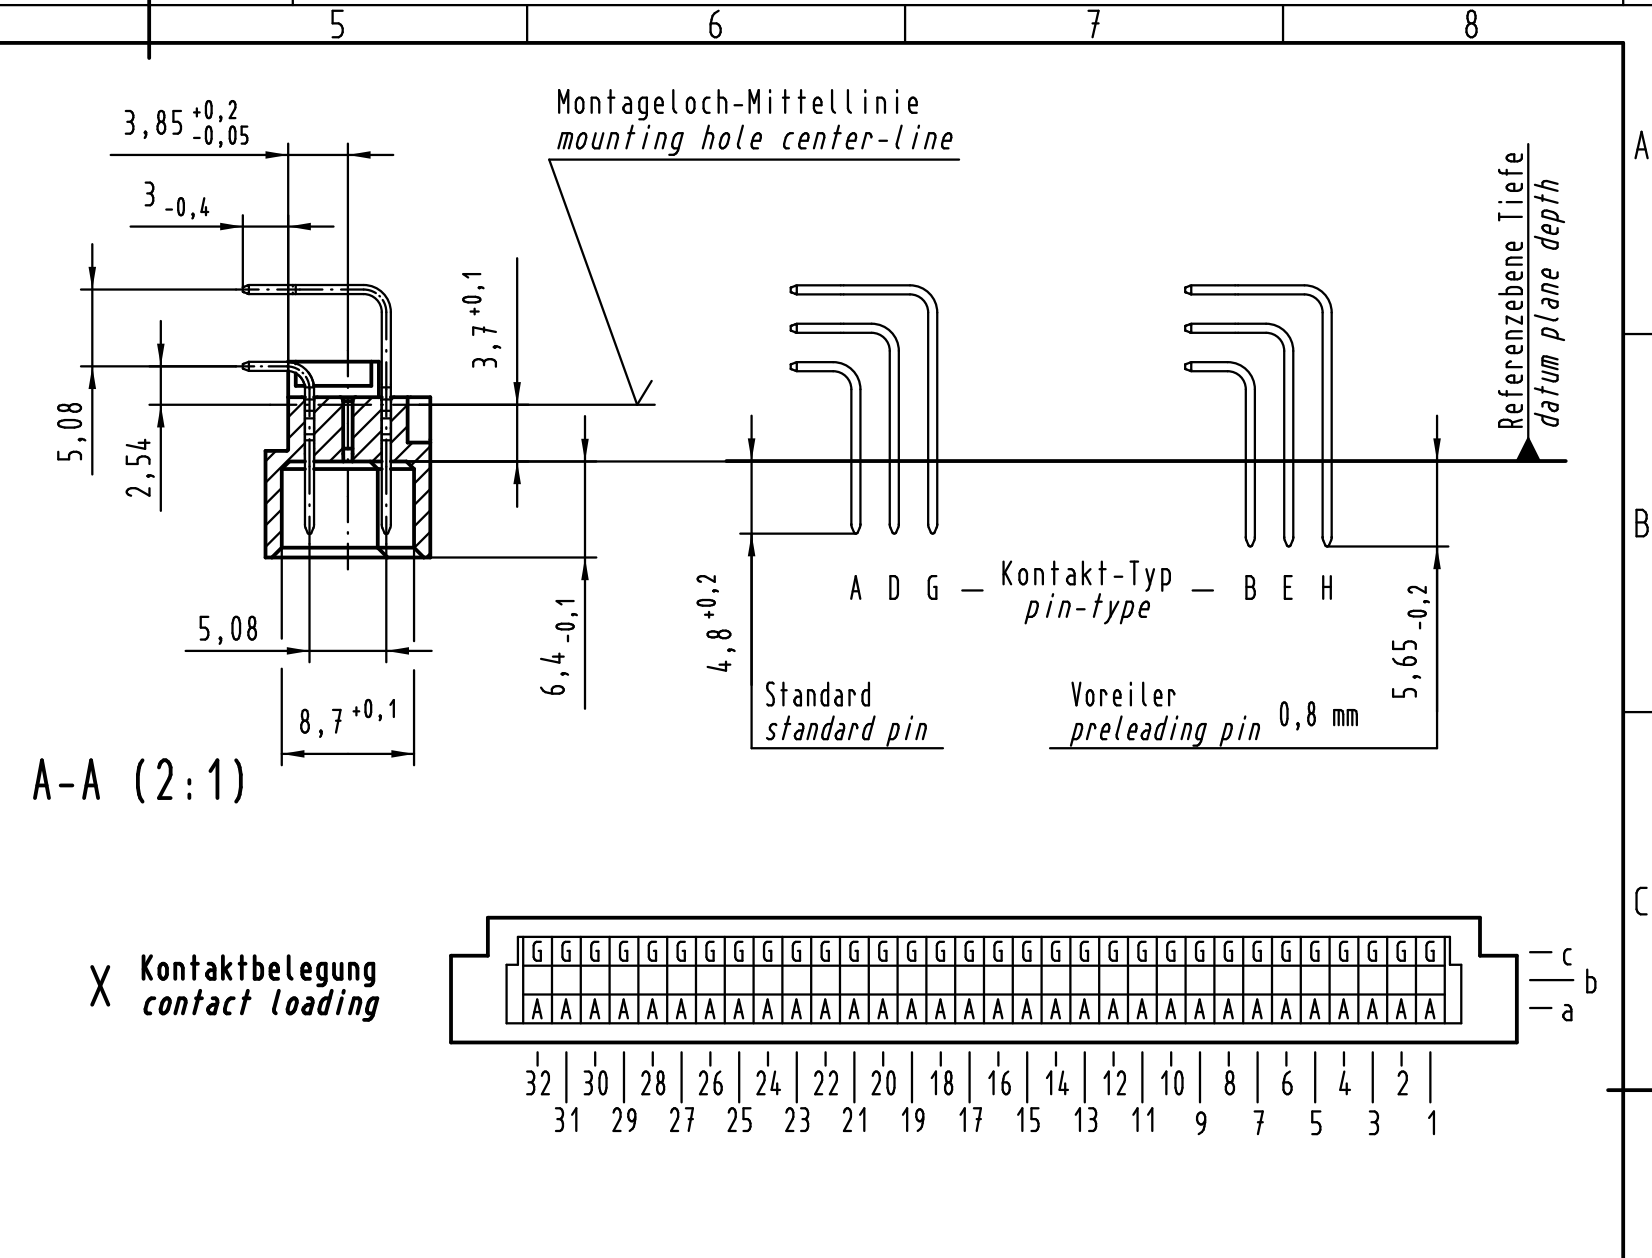 5 6 7 8
A
B
C
3,85 +0,2 -0,05
3 -0,4
5,08
2,54
3,7 +0,1
Montageloch-Mittellinie
mounting hole center-line
Referenzebene Tiefe
datum plane depth
A D G – Kontakt-Typ – B E H
pin-type
5,08
8,7 +0,1
6,4 -0,1
4,8 +0,2
5,65 -0,2
Standard
standard pin
Voreiler
preleading pin 0,8 mm
A-A (2:1)
X Kontaktbelegung
contact loading
G G G G G G G G G G G G G G G G G G G G G G G G G G G G G G G G – c
– b
A A A A A A A A A A A A A A A A A A A A A A A A A A A A A A A A – a
32 30 28 26 24 22 20 18 16 14 12 10 8 6 4 2
31 29 27 25 23 21 19 17 15 13 11 9 7 5 3 1